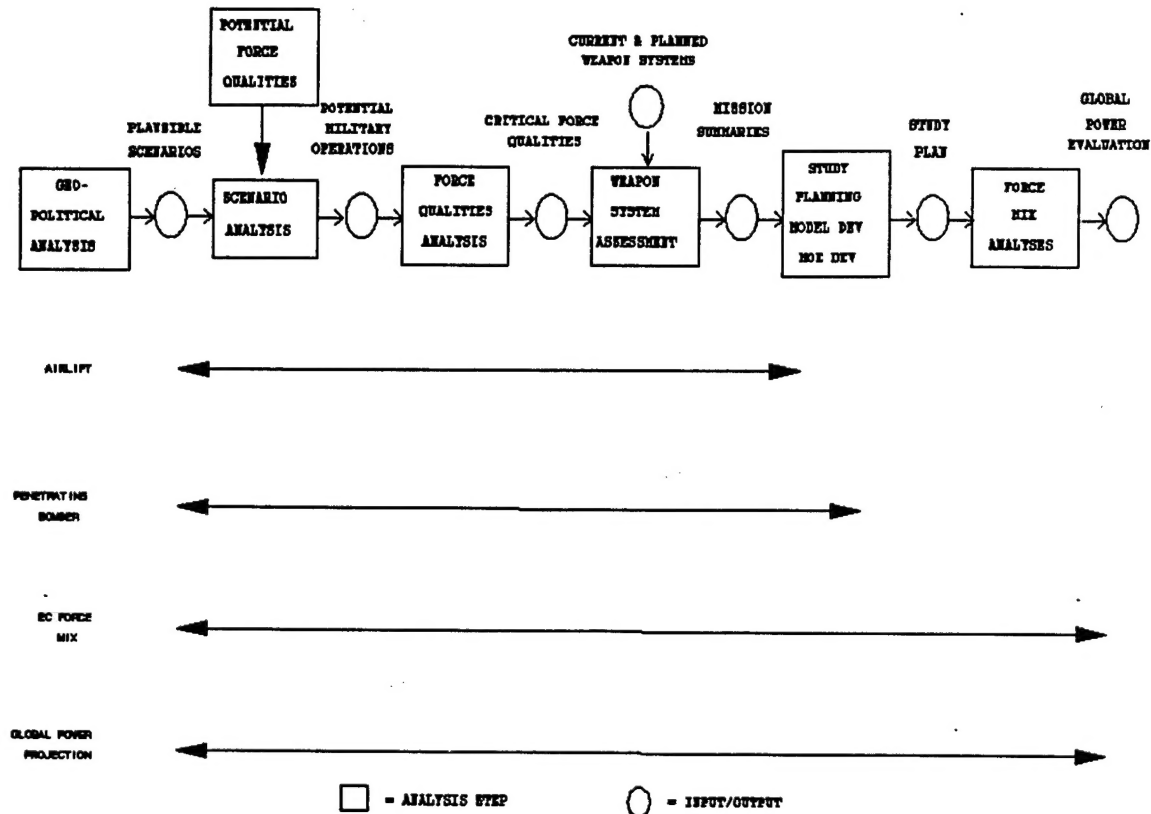 POTENTIAL
FORCE
QUALITIES
CURRENT & PLANNED
WEAPON SYSTEMS
PLAUSIBLE
SCENARIOS
POTENTIAL
MILITARY
OPERATIONS
CRITICAL FORCE
QUALITIES
MISSION
SUMMARIES
STUDY
PLAN
GLOBAL
POWER
EVALUATION
GEO-
POLITICAL
ANALYSIS
SCENARIO
ANALYSIS
FORCE
QUALITIES
ANALYSIS
WEAPON
SYSTEM
ASSESSMENT
STUDY
PLANNING
MODEL DEV
MOE DEV
FORCE
MIX
ANALYSES
AIRLIFT
PENETRATING
BOMBER
EC FORCE
MIX
GLOBAL POWER
PROJECTION
= ANALYSIS STEP
= INPUT/OUTPUT